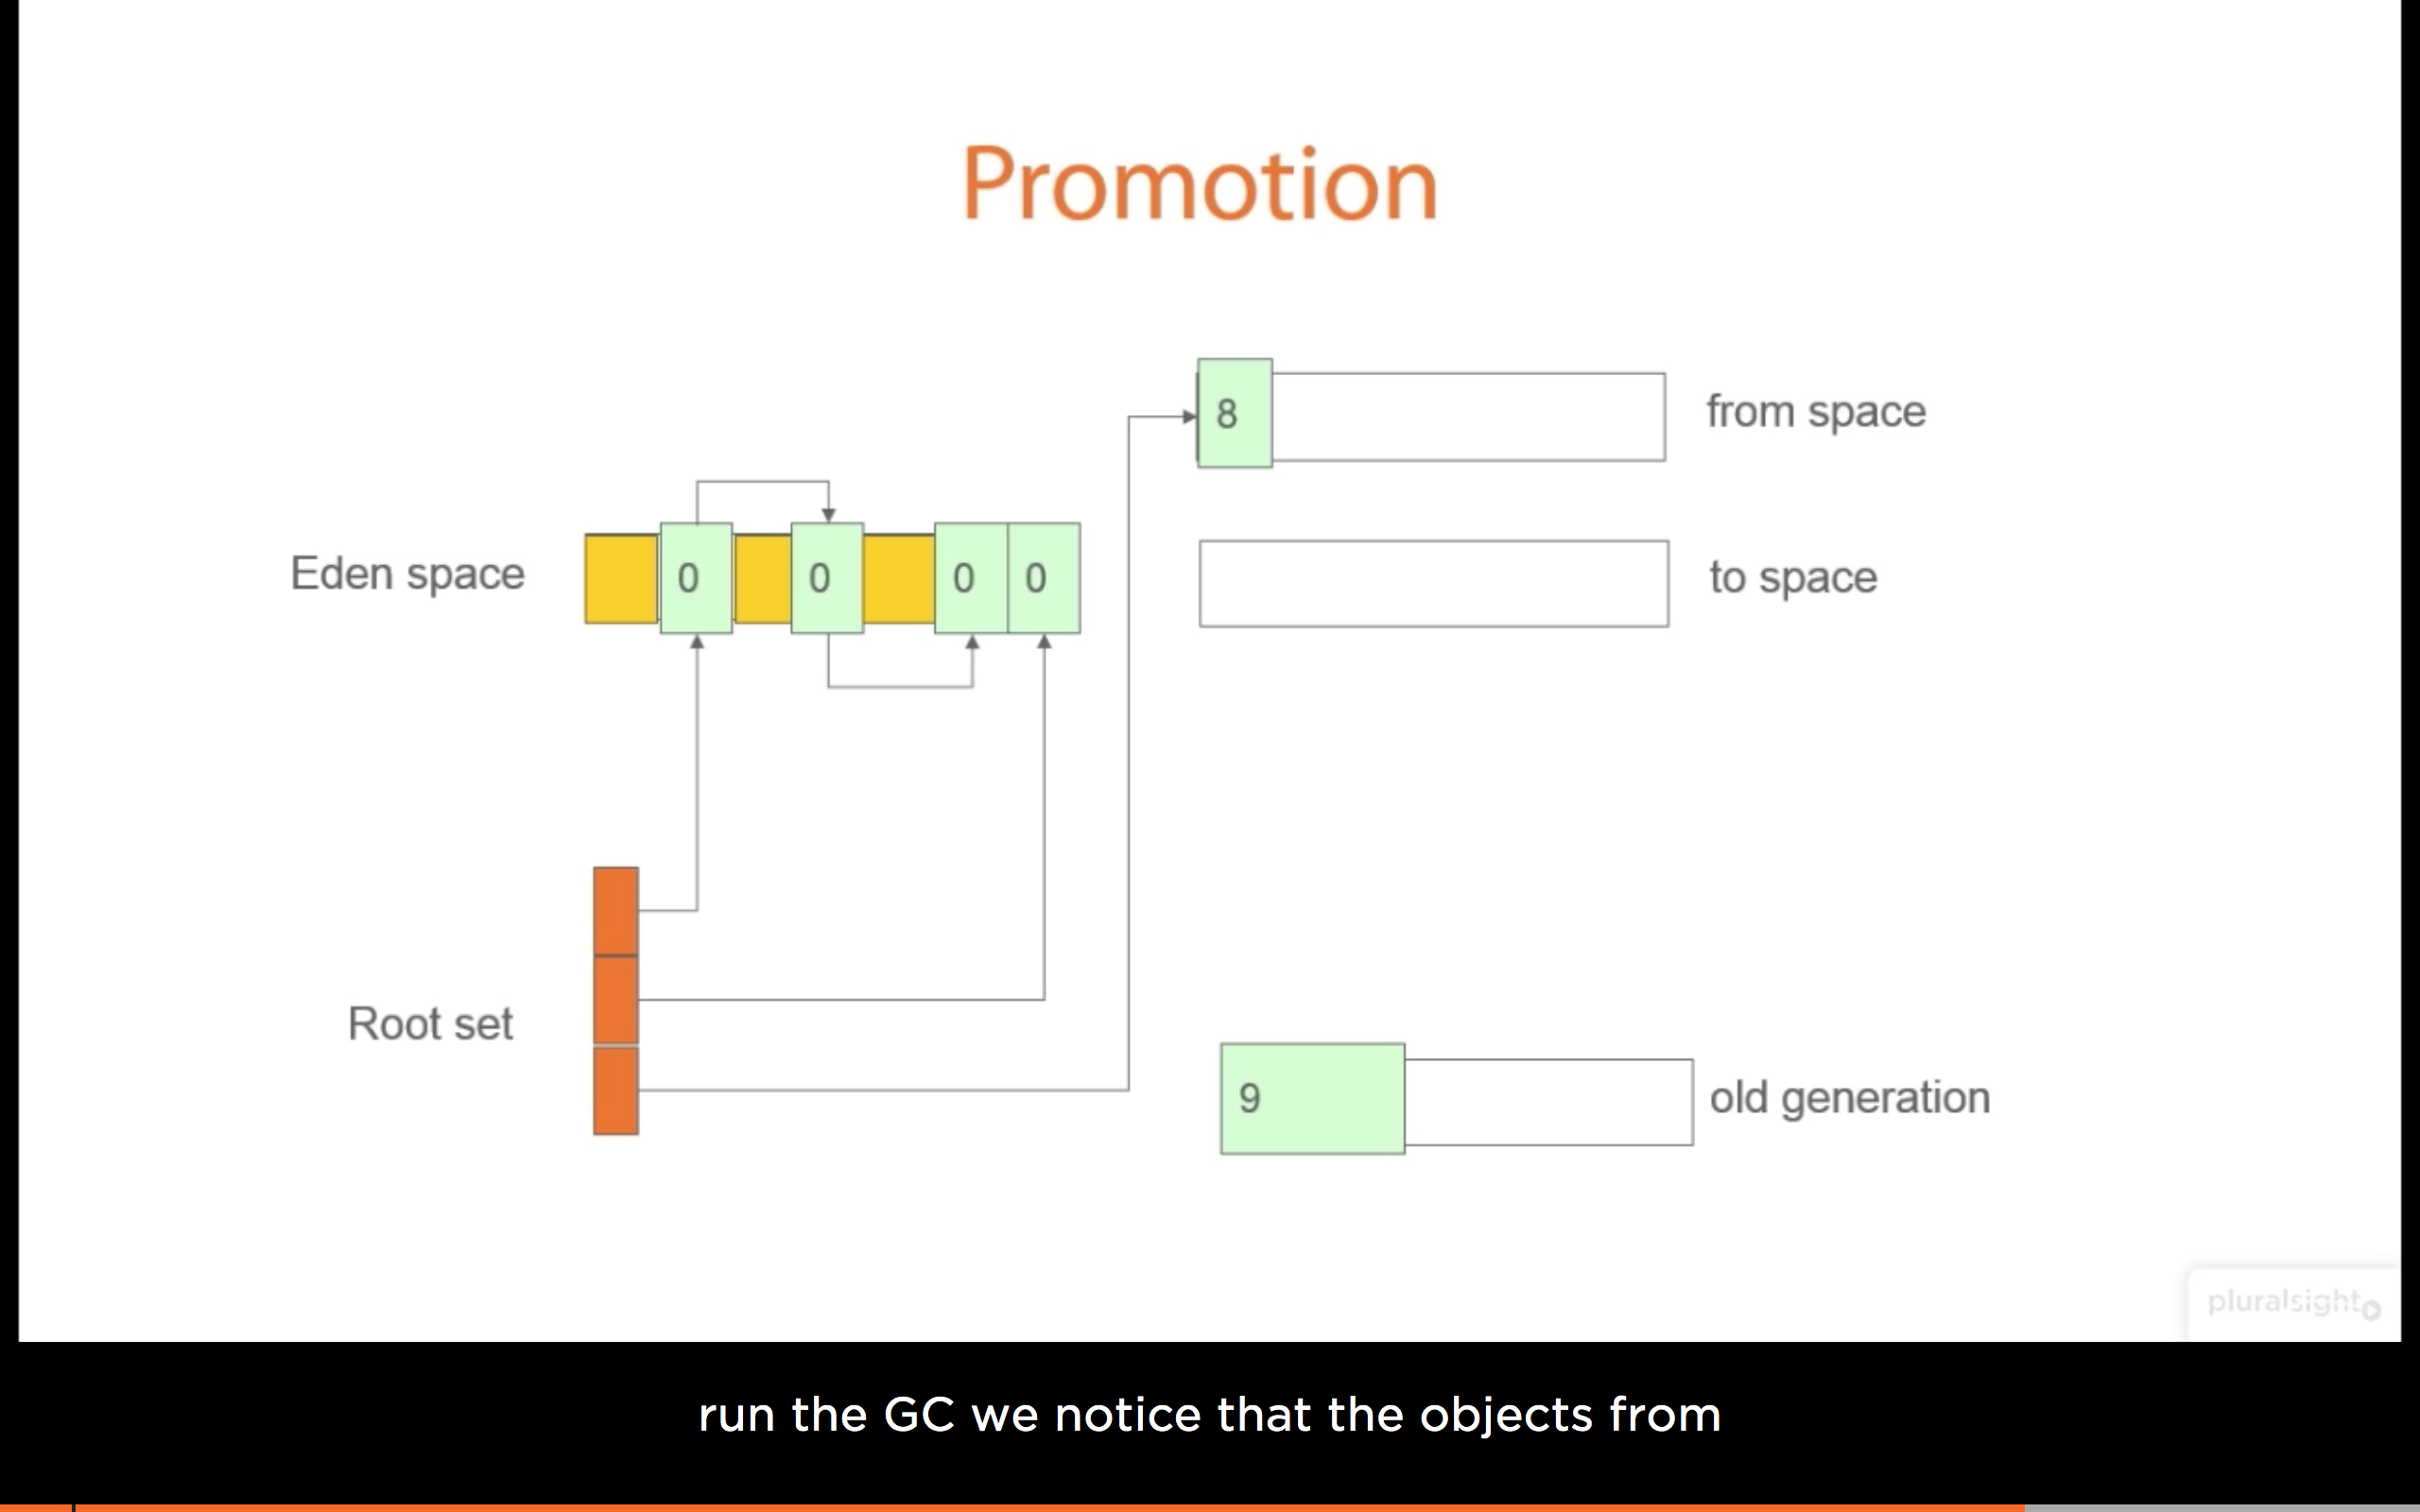 Promotion
8
from space
Eden space
0
0
0
0
to space
Root set
9
old generation
pluralsight
run the GC we notice that the objects from